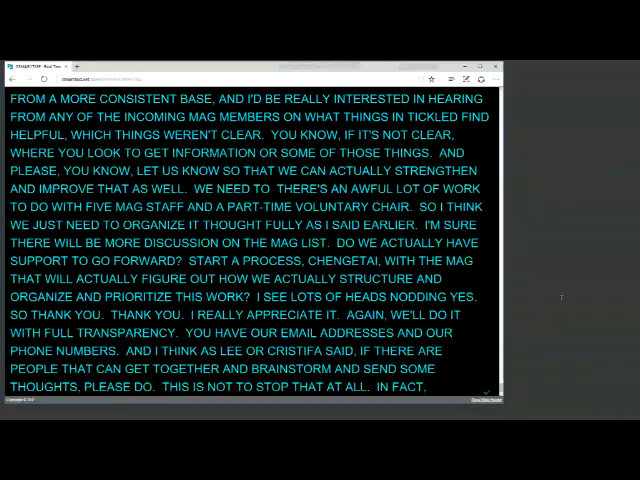 FROM A MORE CONSISTENT BASE, AND I'D BE REALLY INTERESTED IN HEARING
FROM ANY OF THE INCOMING MAG MEMBERS ON WHAT THINGS IN TICKLED FIND
HELPFUL, WHICH THINGS WEREN'T CLEAR.  YOU KNOW, IF IT'S NOT CLEAR,
WHERE YOU LOOK TO GET INFORMATION OR SOME OF THOSE THINGS.  AND
PLEASE, YOU KNOW, LET US KNOW SO THAT WE CAN ACTUALLY STRENGTHEN
AND IMPROVE THAT AS WELL.  WE NEED TO  THERE'S AN AWFUL LOT OF WORK
TO DO WITH FIVE MAG STAFF AND A PART-TIME VOLUNTARY CHAIR.  SO I THINK
WE JUST NEED TO ORGANIZE IT THOUGHT FULLY AS I SAID EARLIER.  I'M SURE
THERE WILL BE MORE DISCUSSION ON THE MAG LIST.  DO WE ACTUALLY HAVE
SUPPORT TO GO FORWARD?  START A PROCESS, CHENGETAI, WITH THE MAG
THAT WILL ACTUALLY FIGURE OUT HOW WE ACTUALLY STRUCTURE AND
ORGANIZE AND PRIORITIZE THIS WORK?  I SEE LOTS OF HEADS NODDING YES.
SO THANK YOU.  THANK YOU.  I REALLY APPRECIATE IT.  AGAIN, WE'LL DO IT
WITH FULL TRANSPARENCY.  YOU HAVE OUR EMAIL ADDRESSES AND OUR
PHONE NUMBERS.  AND I THINK AS LEE OR CRISTIFA SAID, IF THERE ARE
PEOPLE THAT CAN GET TOGETHER AND BRAINSTORM AND SEND SOME
THOUGHTS, PLEASE DO.  THIS IS NOT TO STOP THAT AT ALL.  IN FACT,